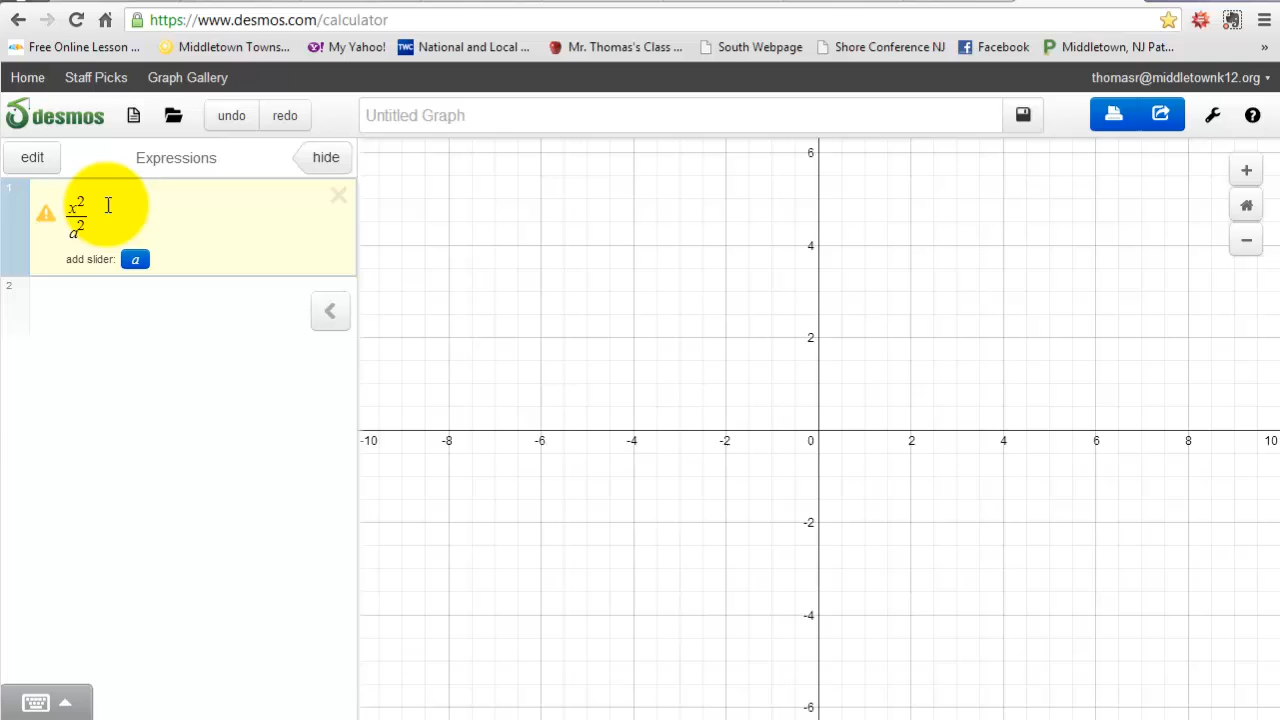 https://www.desmos.com/calculator
Free Online Lesson ... Middletown Towns... My Yahoo! TWC National and Local ... Mr. Thomas's Class ... South Webpage Shore Conference NJ Facebook Middletown, NJ Pat... »
Home Staff Picks Graph Gallery thomasr@middletownk12.org
desmos undo redo Untitled Graph
edit Expressions hide
1
x²
a²
add slider: a
2
6
4
2
-10 -8 -6 -4 -2 0 2 4 6 8 10
-2
-4
-6